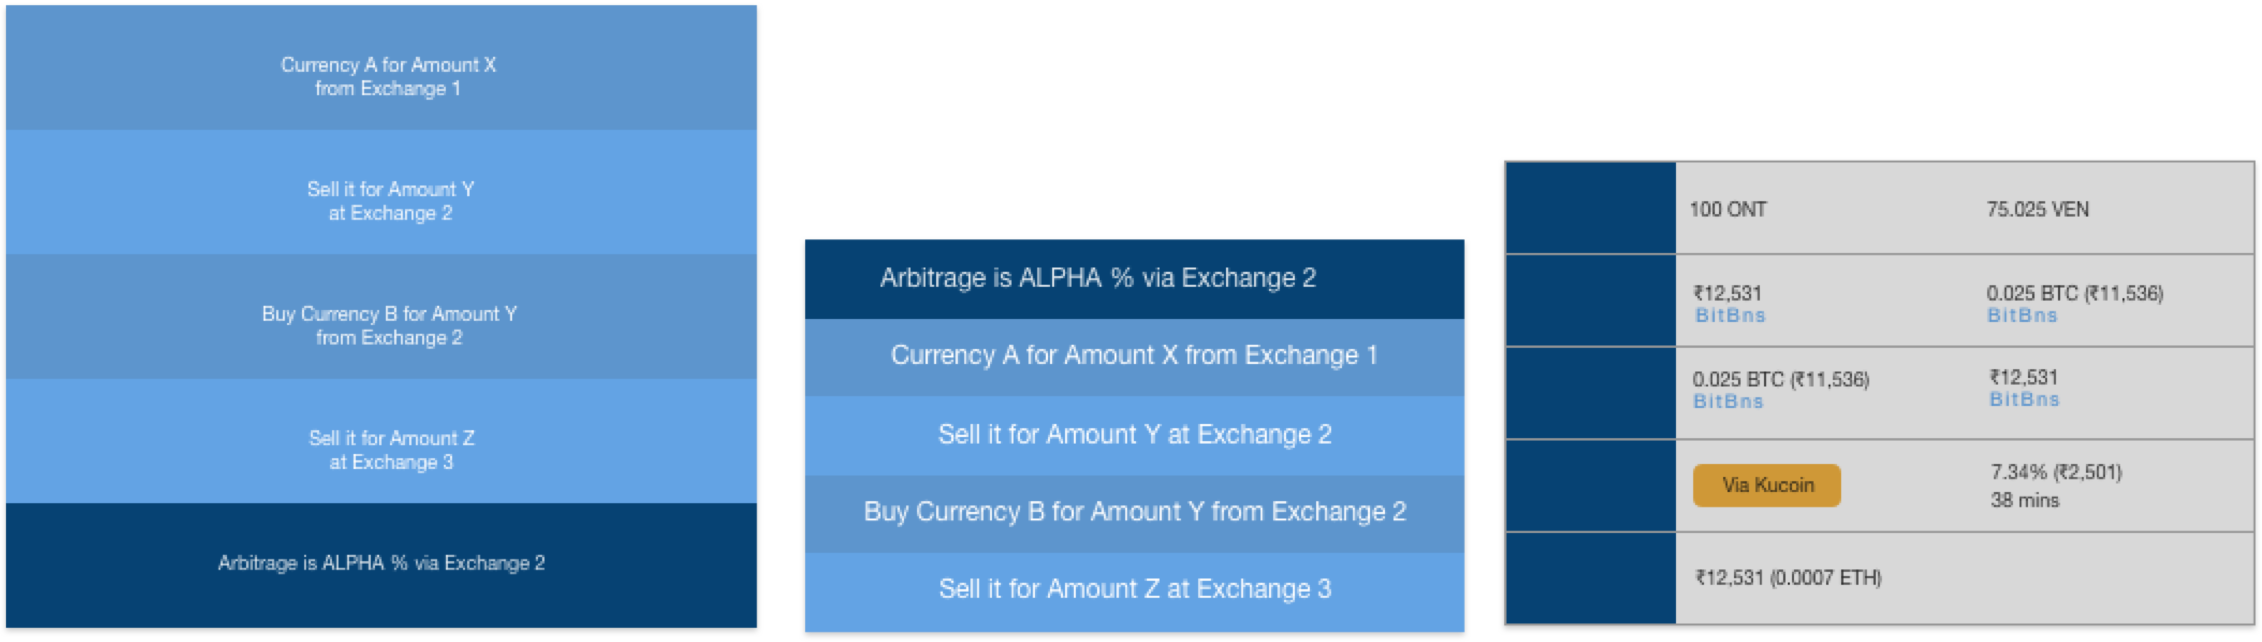 Currency A for Amount X
from Exchange 1
Sell it for Amount Y
at Exchange 2
Buy Currency B for Amount Y
from Exchange 2
Sell it for Amount Z
at Exchange 3
Arbitrage is ALPHA % via Exchange 2
Arbitrage is ALPHA % via Exchange 2
Currency A for Amount X from Exchange 1
Sell it for Amount Y at Exchange 2
Buy Currency B for Amount Y from Exchange 2
Sell it for Amount Z at Exchange 3
100 ONT 75.025 VEN
₹12,531 0.025 BTC (₹11,536)
BitBns BitBns
0.025 BTC (₹11,536) ₹12,531
BitBns BitBns
Via Kucoin 7.34% (₹2,501)
38 mins
₹12,531 (0.0007 ETH)